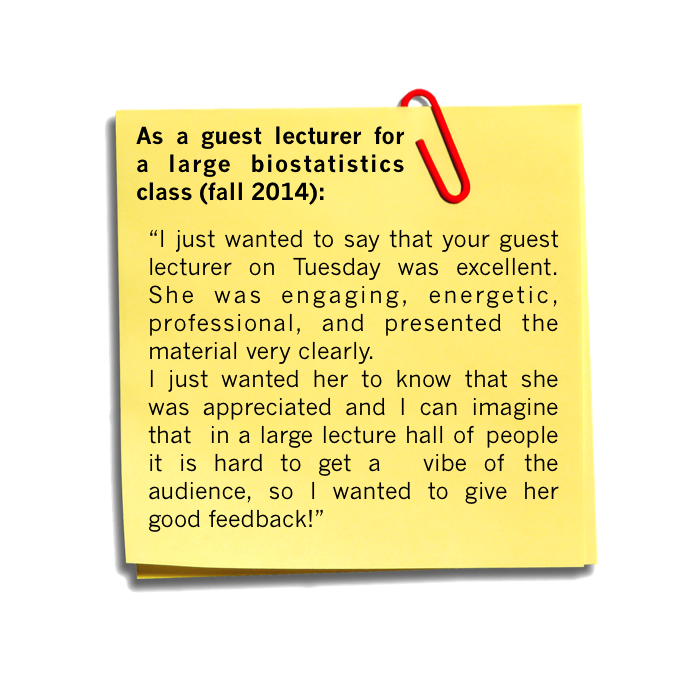 As a guest lecturer for
a large biostatistics
class (fall 2014):
“I just wanted to say that your guest
lecturer on Tuesday was excellent.
She was engaging, energetic,
professional, and presented the
material very clearly.
I just wanted her to know that she
was appreciated and I can imagine
that in a large lecture hall of people
it is hard to get a vibe of the
audience, so I wanted to give her
good feedback!”